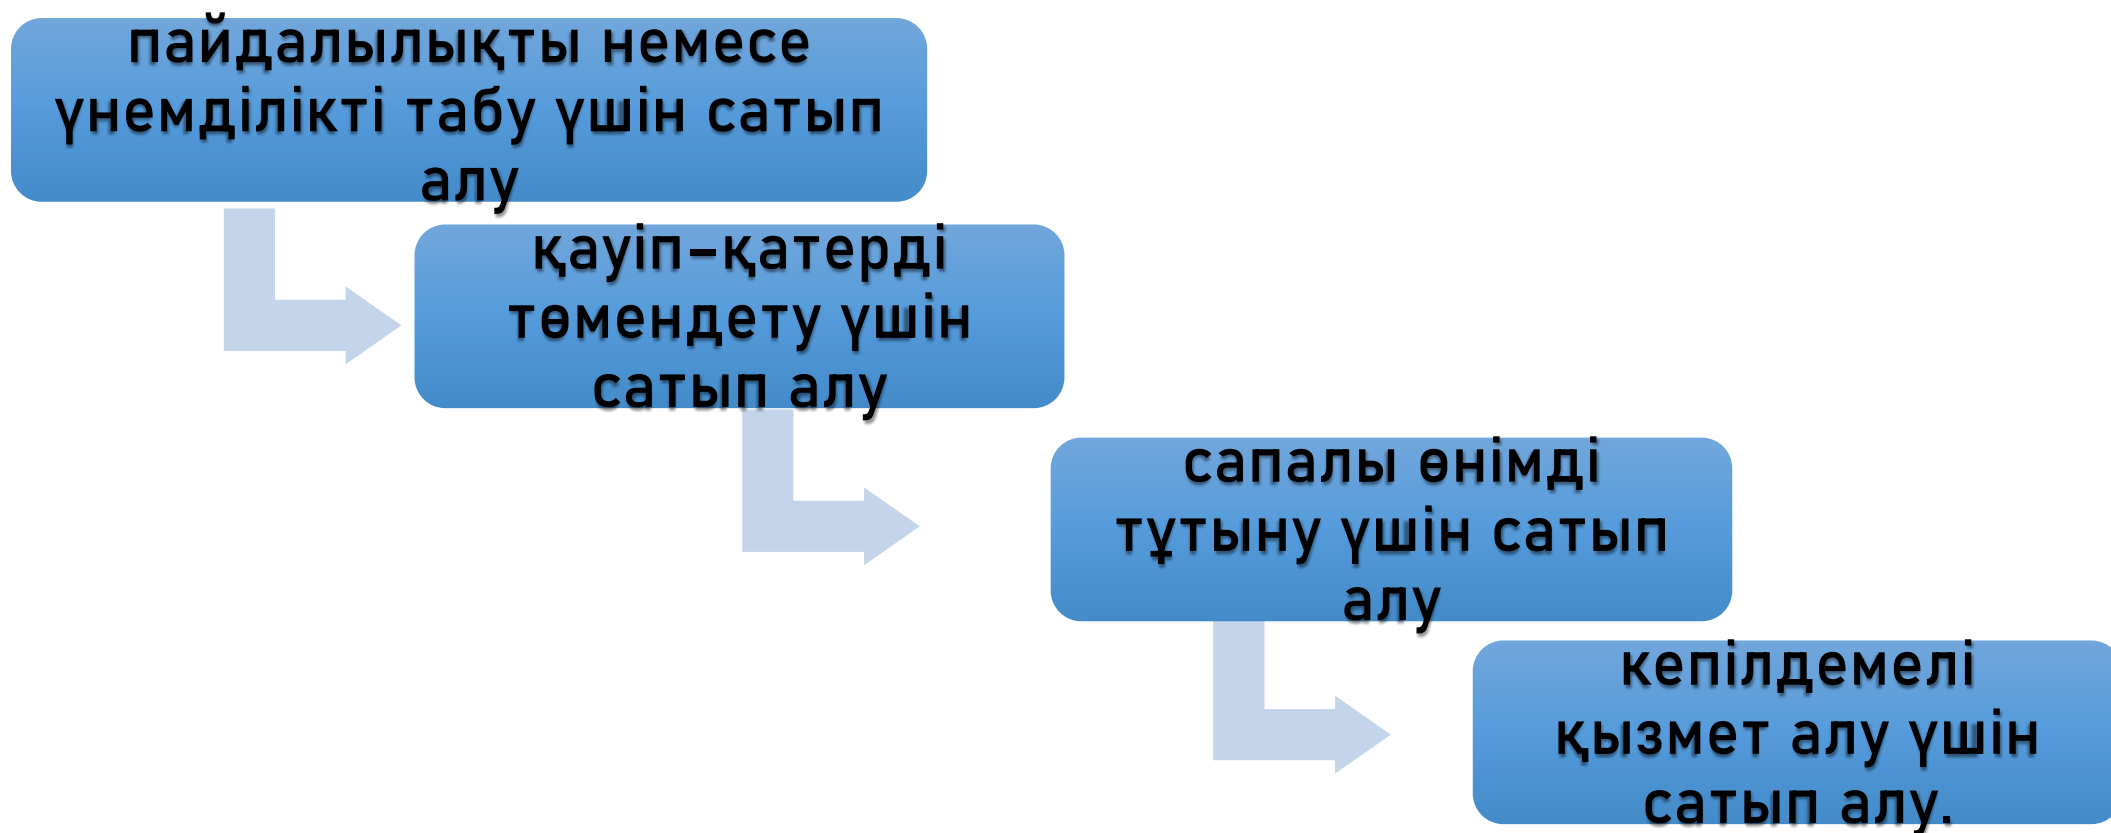 пайдалылықты немесе
үнемділікті табу үшін сатып
алу
қауіп-қатерді
төмендету үшін
сатып алу
сапалы өнімді
тұтыну үшін сатып
алу
кепілдемелі
қызмет алу үшін
сатып алу.